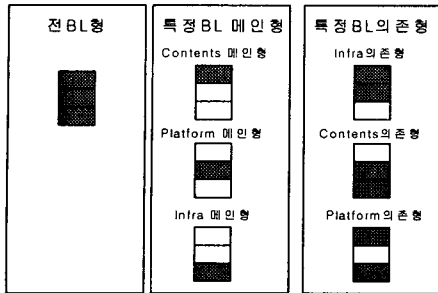 전BL형
특정BL 메인형
Contents 메인형
Platform 메인형
Infra 메인형
특정BL의존형
Infra의존형
Contents의존형
Platform의존형